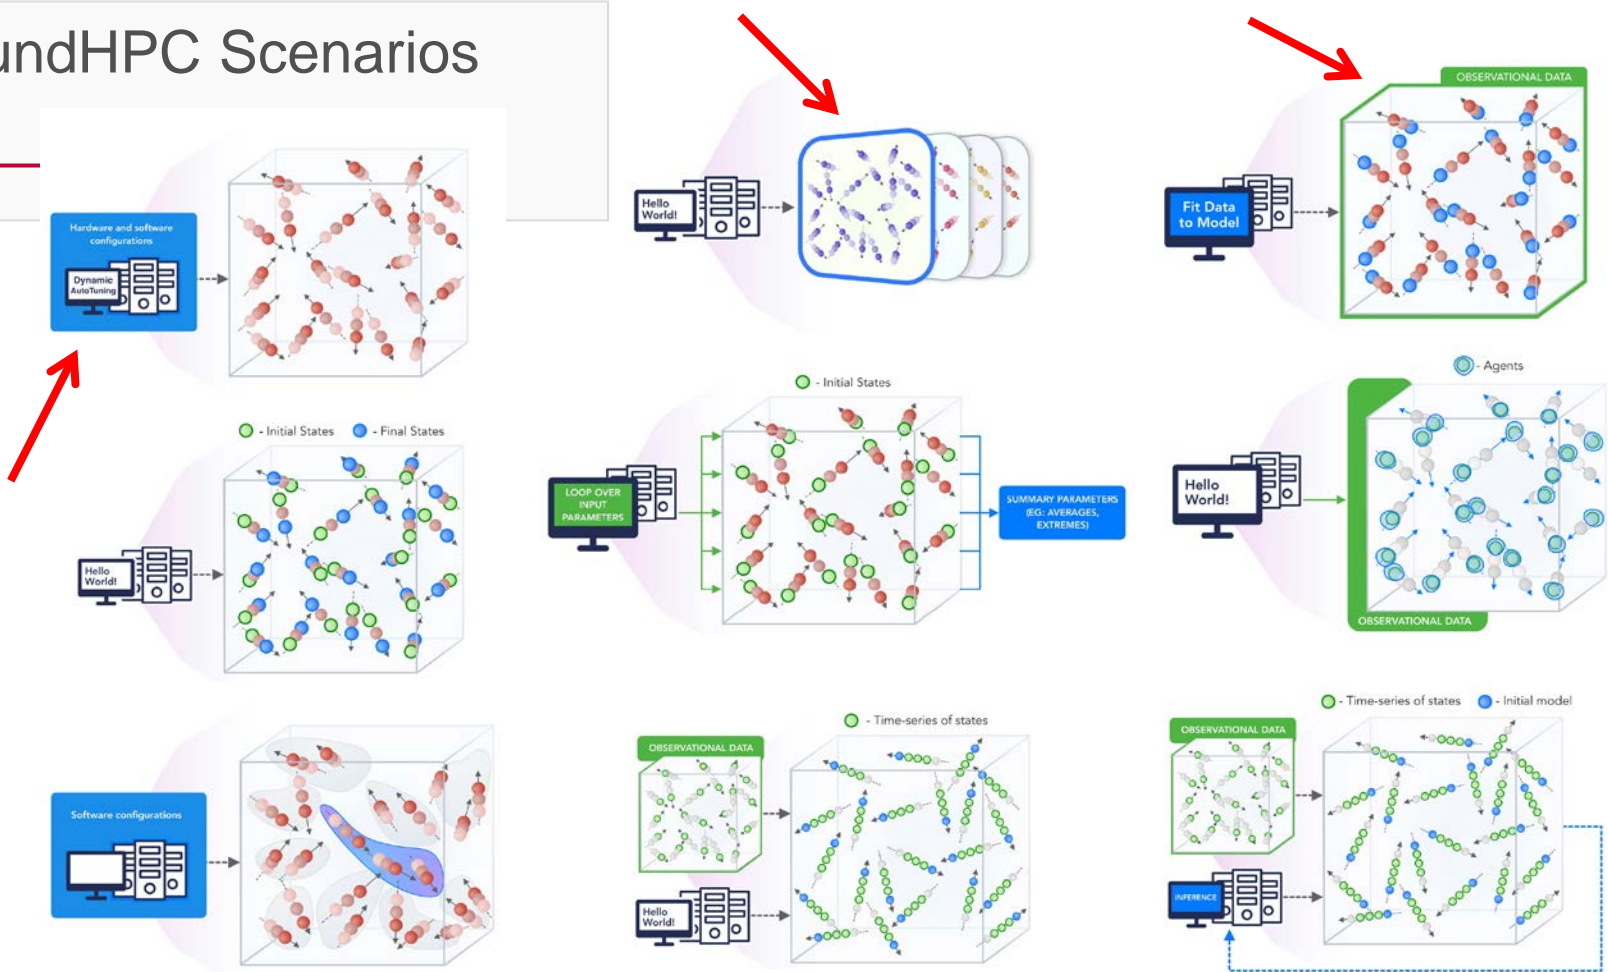 undHPC Scenarios
Hardware and software
configurations
Dynamic
AutoTuning
Hello
World!
OBSERVATIONAL DATA
Fit Data
to Model
- Initial States - Final States
Hello
World!
- Initial States
LOOP OVER
INPUT
PARAMETERS
SUMMARY PARAMETERS
(EG: AVERAGES,
EXTREMES)
- Agents
Hello
World!
OBSERVATIONAL DATA
Software configurations
- Time-series of states
OBSERVATIONAL DATA
Hello
World!
- Time-series of states - Initial model
OBSERVATIONAL DATA
INFERENCE